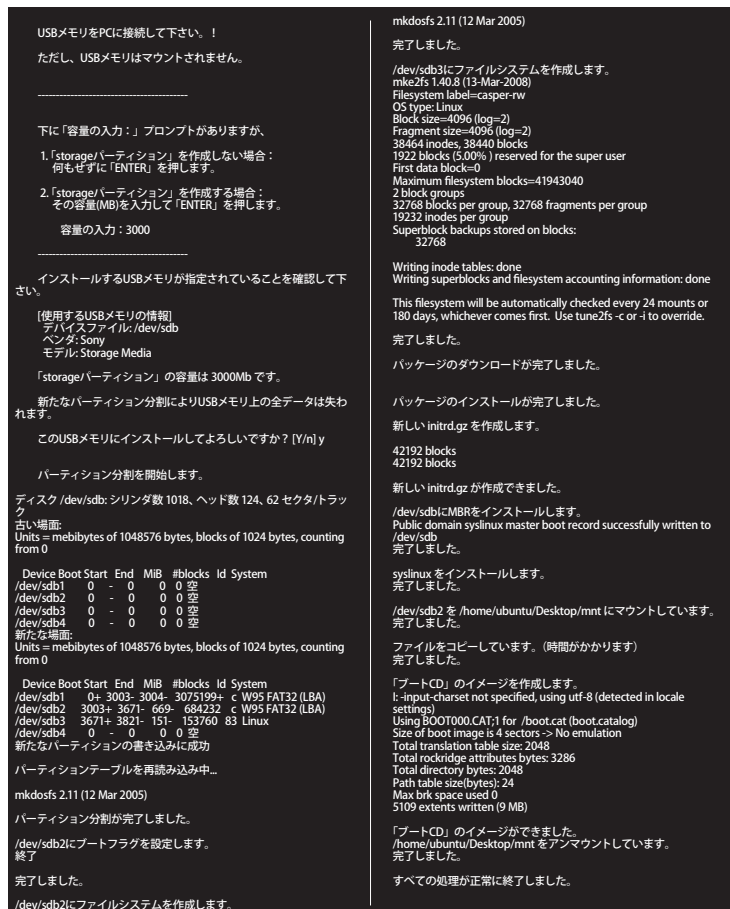 USBメモリをPCに接続して下さい。！
ただし、USBメモリはマウントされません。
-----------------------------------------
下に「容量の入力：」プロンプトがありますが、
1.「storageパーティション」を作成しない場合：
何もせずに「ENTER」を押します。
2.「storageパーティション」を作成する場合：
その容量(MB)を入力して「ENTER」を押します。
容量の入力：3000
-----------------------------------------
インストールするUSBメモリが指定されていることを確認して下
さい。
[使用するUSBメモリの情報]
デバイスファイル: /dev/sdb
ベンダ: Sony
モデル: Storage Media
「storageパーティション」の容量は 3000Mb です。
新たなパーティション分割によりUSBメモリ上の全データは失わ
れます。
このUSBメモリにインストールしてよろしいですか？ [Y/n] y
パーティション分割を開始します。
ディスク /dev/sdb: シリンダ数 1018、ヘッド数 124、62 セクタ/トラッ
ク
古い場面:
Units = mebibytes of 1048576 bytes, blocks of 1024 bytes, counting
from 0
Device Boot Start End MiB #blocks Id System
/dev/sdb1 0 - 0 0 0 空
/dev/sdb2 0 - 0 0 0 空
/dev/sdb3 0 - 0 0 0 空
/dev/sdb4 0 - 0 0 0 空
新たな場面:
Units = mebibytes of 1048576 bytes, blocks of 1024 bytes, counting
from 0
Device Boot Start End MiB #blocks Id System
/dev/sdb1 0+ 3003- 3004- 3075199+ c W95 FAT32 (LBA)
/dev/sdb2 3003+ 3671- 669- 684232 c W95 FAT32 (LBA)
/dev/sdb3 3671+ 3821- 151- 153760 83 Linux
/dev/sdb4 0 - 0 0 0 空
新たなパーティションの書き込みに成功
パーティションテーブルを再読み込み中...
mkdosfs 2.11 (12 Mar 2005)
パーティション分割が完了しました。
/dev/sdb2にブートフラグを設定します。
終了
完了しました。
/dev/sdb2にファイルシステムを作成します。
mkdosfs 2.11 (12 Mar 2005)
完了しました。
/dev/sdb3にファイルシステムを作成します。
mke2fs 1.40.8 (13-Mar-2008)
Filesystem label=casper-rw
OS type: Linux
Block size=4096 (log=2)
Fragment size=4096 (log=2)
38464 inodes, 38440 blocks
1922 blocks (5.00% ) reserved for the super user
First data block=0
Maximum filesystem blocks=41943040
2 block groups
32768 blocks per group, 32768 fragments per group
19232 inodes per group
Superblock backups stored on blocks:
32768
Writing inode tables: done
Writing superblocks and filesystem accounting information: done
This filesystem will be automatically checked every 24 mounts or
180 days, whichever comes first. Use tune2fs -c or -i to override.
完了しました。
パッケージのダウンロードが完了しました。
パッケージのインストールが完了しました。
新しい initrd.gz を作成します。
42192 blocks
42192 blocks
新しい initrd.gz が作成できました。
/dev/sdbにMBRをインストールします。
Public domain syslinux master boot record successfully written to
/dev/sdb
完了しました。
syslinux をインストールします。
完了しました。
/dev/sdb2 を /home/ubuntu/Desktop/mnt にマウントしています。
完了しました。
ファイルをコピーしています。（時間がかかります）
完了しました。
「ブートCD」のイメージを作成します。
I: -input-charset not specified, using utf-8 (detected in locale
settings)
Using BOOT000.CAT;1 for /boot.cat (boot.catalog)
Size of boot image is 4 sectors -> No emulation
Total translation table size: 2048
Total rockridge attributes bytes: 3286
Total directory bytes: 2048
Path table size(bytes): 24
Max brk space used 0
5109 extents written (9 MB)
「ブートCD」のイメージができました。
/home/ubuntu/Desktop/mnt をアンマウントしています。
完了しました。
すべての処理が正常に終了しました。